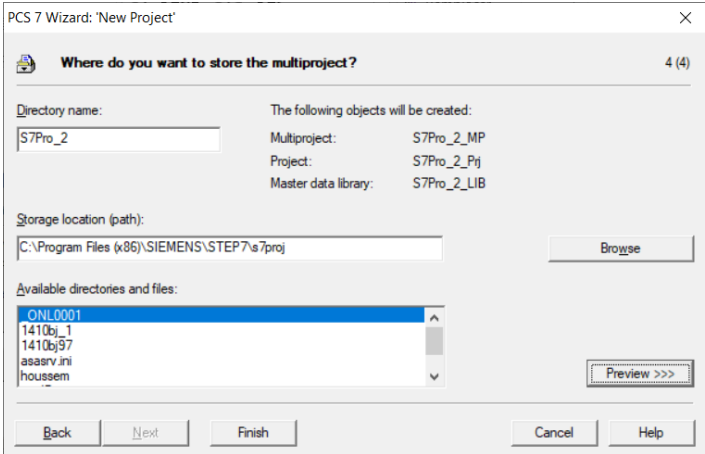 PCS 7 Wizard: 'New Project'
Where do you want to store the multiproject? 4 (4)
Directory name: The following objects will be created:
S7Pro_2 Multiproject: S7Pro_2_MP
Project: S7Pro_2_Prj
Master data library: S7Pro_2_LIB
Storage location (path):
C:\Program Files (x86)\SIEMENS\STEP7\s7proj Browse
Available directories and files:
_ONL0001
1410bj_1
1410bj97
asasrv.ini
houssem
Preview >>>
Back Next Finish Cancel Help